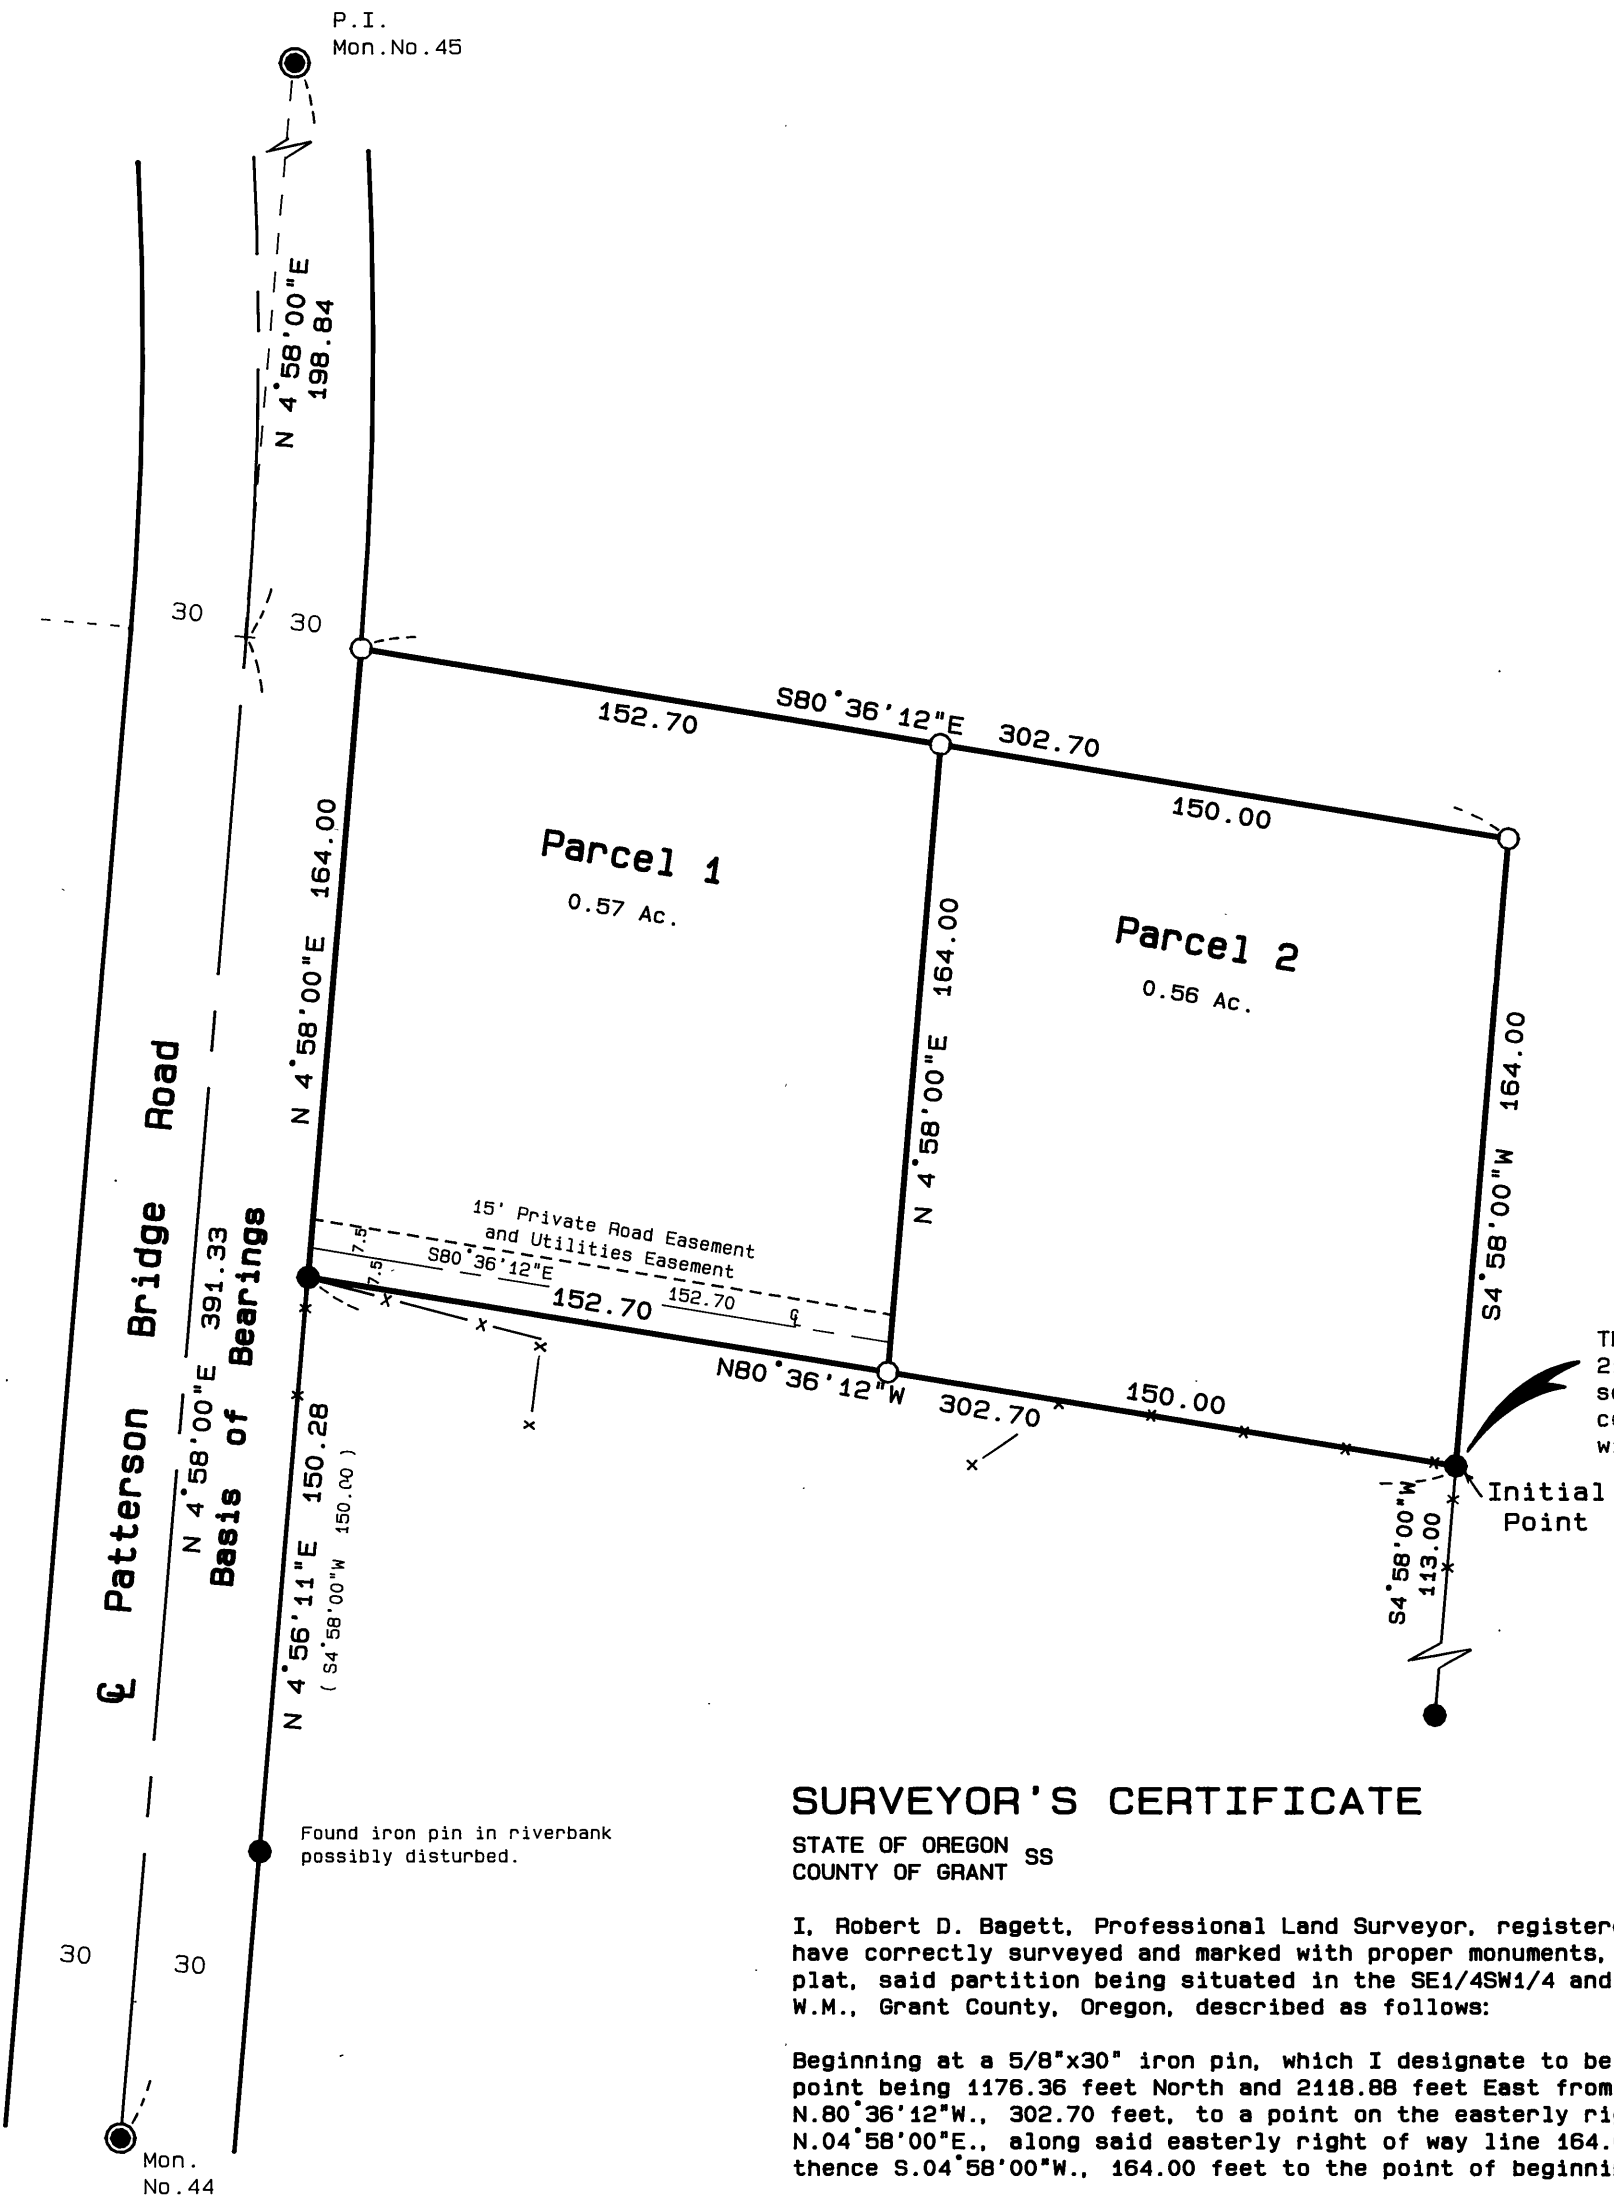 P.I.
Mon.No.45
N 4°58'00"E
198.84
30
30
S80°36'12"E 302.70
152.70
150.00
Parcel 1
0.57 Ac.
Parcel 2
0.56 Ac.
N 4°58'00"E 164.00
N 4°58'00"E 164.00
S4°58'00"W 164.00
15' Private Road Easement
and Utilities Easement
7.5
7.5
S80°36'12"E
152.70
℄
152.70
N80°36'12"W 302.70
150.00
℄ Patterson Bridge Road
N 4°58'00"E 391.33
Basis of Bearings
N 4°56'11"E 150.28
( S4°58'00"W 150.00 )
2
Initial
Point
S4°58'00"W
113.00
Found iron pin in riverbank
possibly disturbed.
30
30
Mon.
No.44
SURVEYOR'S CERTIFICATE
STATE OF OREGON
COUNTY OF GRANT SS
I, Robert D. Bagett, Professional Land Surveyor, register
have correctly surveyed and marked with proper monuments,
plat, said partition being situated in the SE1/4SW1/4 and
W.M., Grant County, Oregon, described as follows:
Beginning at a 5/8"x30" iron pin, which I designate to be
point being 1176.36 feet North and 2118.88 feet East from
N.80°36'12"W., 302.70 feet, to a point on the easterly ri
N.04°58'00"E., along said easterly right of way line 164.
thence S.04°58'00"W., 164.00 feet to the point of beginni